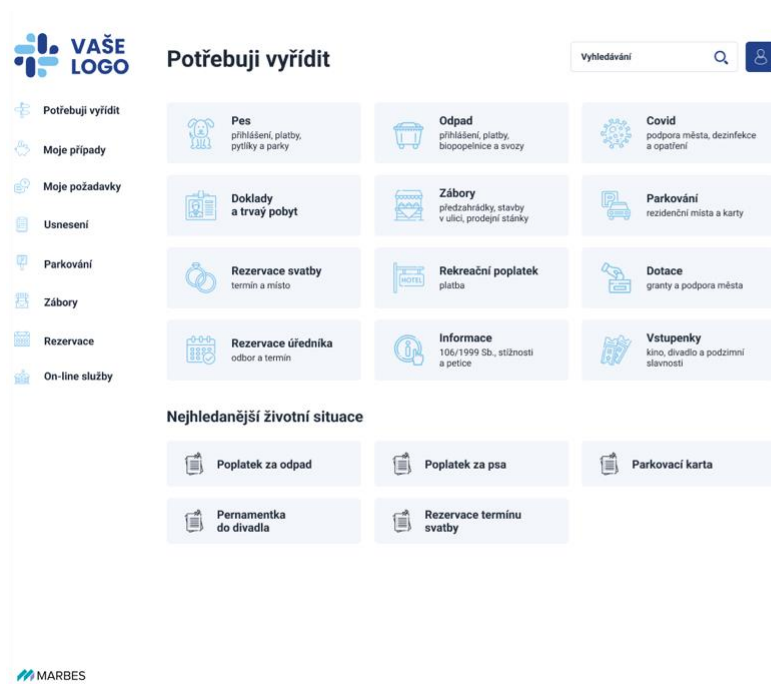 VAŠE
LOGO
Potřebuji vyřídit
Vyhledávání
Potřebuji vyřídit
Moje případy
Moje požadavky
Usnesení
Parkování
Zábory
Rezervace
On-line služby
Pes
přihlášení, platby,
pytlíky a parky
Odpad
přihlášení, platby,
biopopelnice a svozy
Covid
podpora města, dezinfekce
a opatření
Doklady
a trvaý pobyt
Zábory
předzahrádky, stavby
v ulici, prodejní stánky
Parkování
rezidenční místa a karty
Rezervace svatby
termín a místo
HOTEL
Rekreační poplatek
platba
Dotace
granty a podpora města
Rezervace úředníka
odbor a termín
Informace
106/1999 Sb., stížnosti
a petice
Vstupenky
kino, divadlo a podzimní
slavnosti
Nejhledanější životní situace
Poplatek za odpad
Poplatek za psa
Parkovací karta
Pernamentka
do divadla
Rezervace termínu
svatby
MARBES